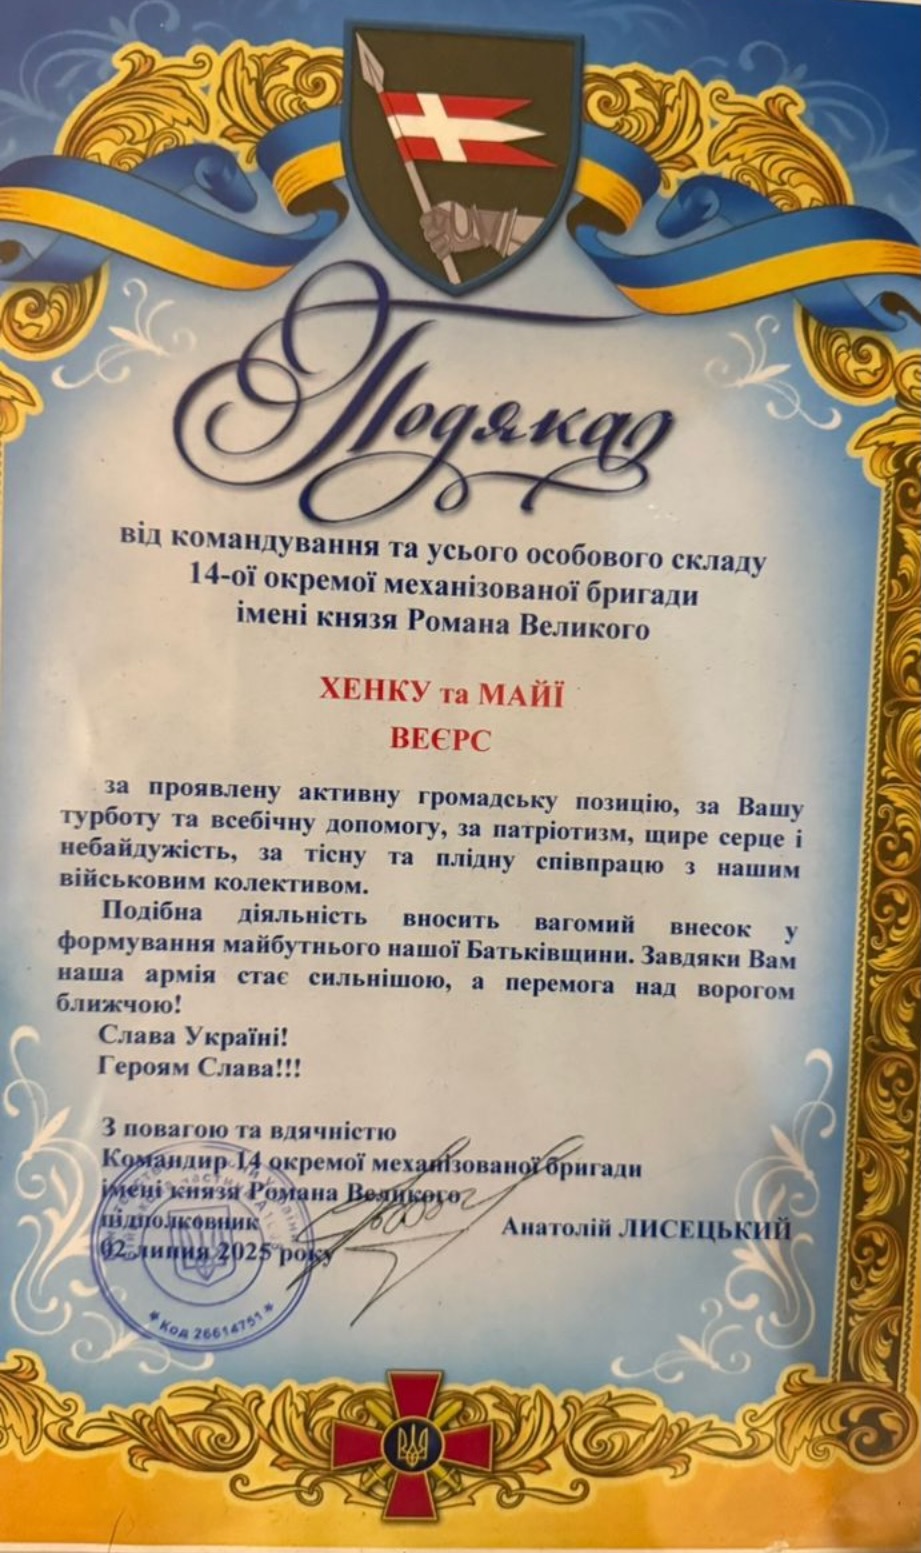 Подяка
від командування та усього особового складу
14-ої окремої механізованої бригади
імені князя Романа Великого
ХЕНКУ та МАЙЇ
ВЕЄРС
за проявлену активну громадську позицію, за Вашу
турботу та всебічну допомогу, за патріотизм, щире серце і
небайдужість, за тісну та плідну співпрацю з нашим
військовим колективом.
Подібна діяльність вносить вагомий внесок у
формування майбутнього нашої Батьківщини. Завдяки Вам
наша армія стає сильнішою, а перемога над ворогом
ближчою!
Слава Україні!
Героям Слава!!!
З повагою та вдячністю
Командир 14 окремої механізованої бригади
імені князя Романа Великого
підполковник Анатолій ЛИСЕЦЬКИЙ
02 липня 2025 року
* Код 26614751 *